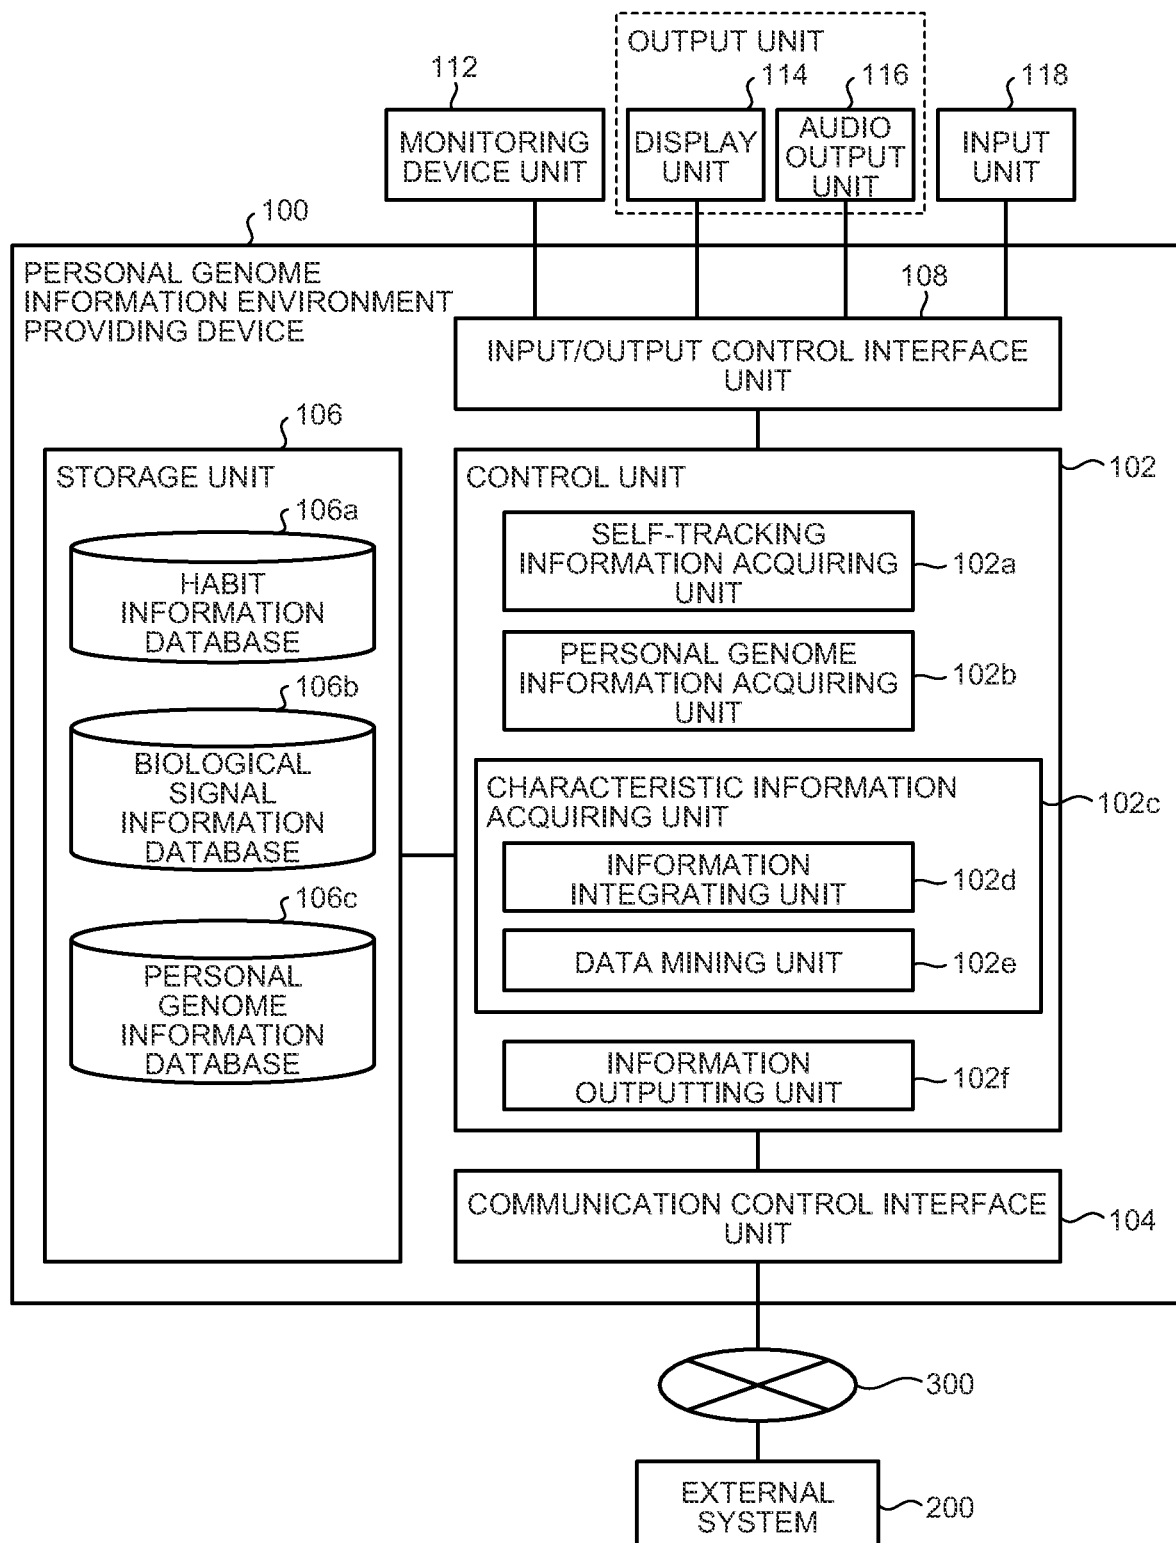 OUTPUT UNIT
112
114
116
118
MONITORING
DEVICE UNIT
DISPLAY
UNIT
AUDIO
OUTPUT
UNIT
INPUT
UNIT
100
PERSONAL GENOME
INFORMATION ENVIRONMENT
PROVIDING DEVICE
108
INPUT/OUTPUT CONTROL INTERFACE
UNIT
106
STORAGE UNIT
106a
HABIT
INFORMATION
DATABASE
106b
BIOLOGICAL
SIGNAL
INFORMATION
DATABASE
106c
PERSONAL
GENOME
INFORMATION
DATABASE
CONTROL UNIT
102
SELF-TRACKING
INFORMATION ACQUIRING
UNIT
102a
PERSONAL GENOME
INFORMATION ACQUIRING
UNIT
102b
CHARACTERISTIC INFORMATION
ACQUIRING UNIT
102c
INFORMATION
INTEGRATING UNIT
102d
DATA MINING UNIT
102e
INFORMATION
OUTPUTTING UNIT
102f
COMMUNICATION CONTROL INTERFACE
UNIT
104
300
EXTERNAL
SYSTEM
200